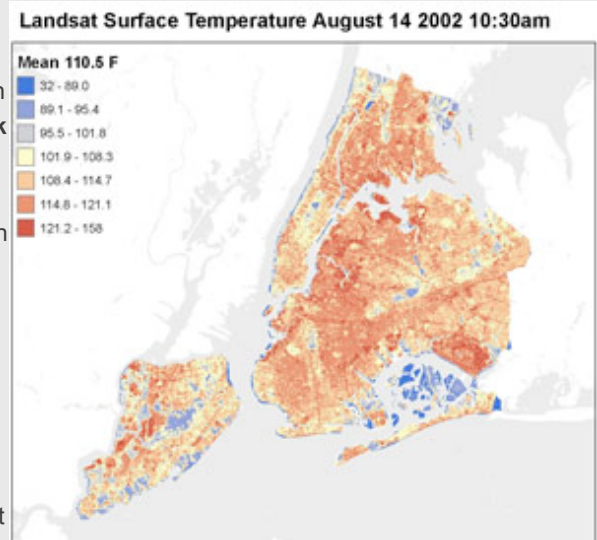 Landsat Surface Temperature August 14 2002 10:30am
Mean 110.5 F
32 - 89.0
89.1 - 95.4
95.5 - 101.8
101.9 - 108.3
108.4 - 114.7
114.8 - 121.1
121.2 - 158